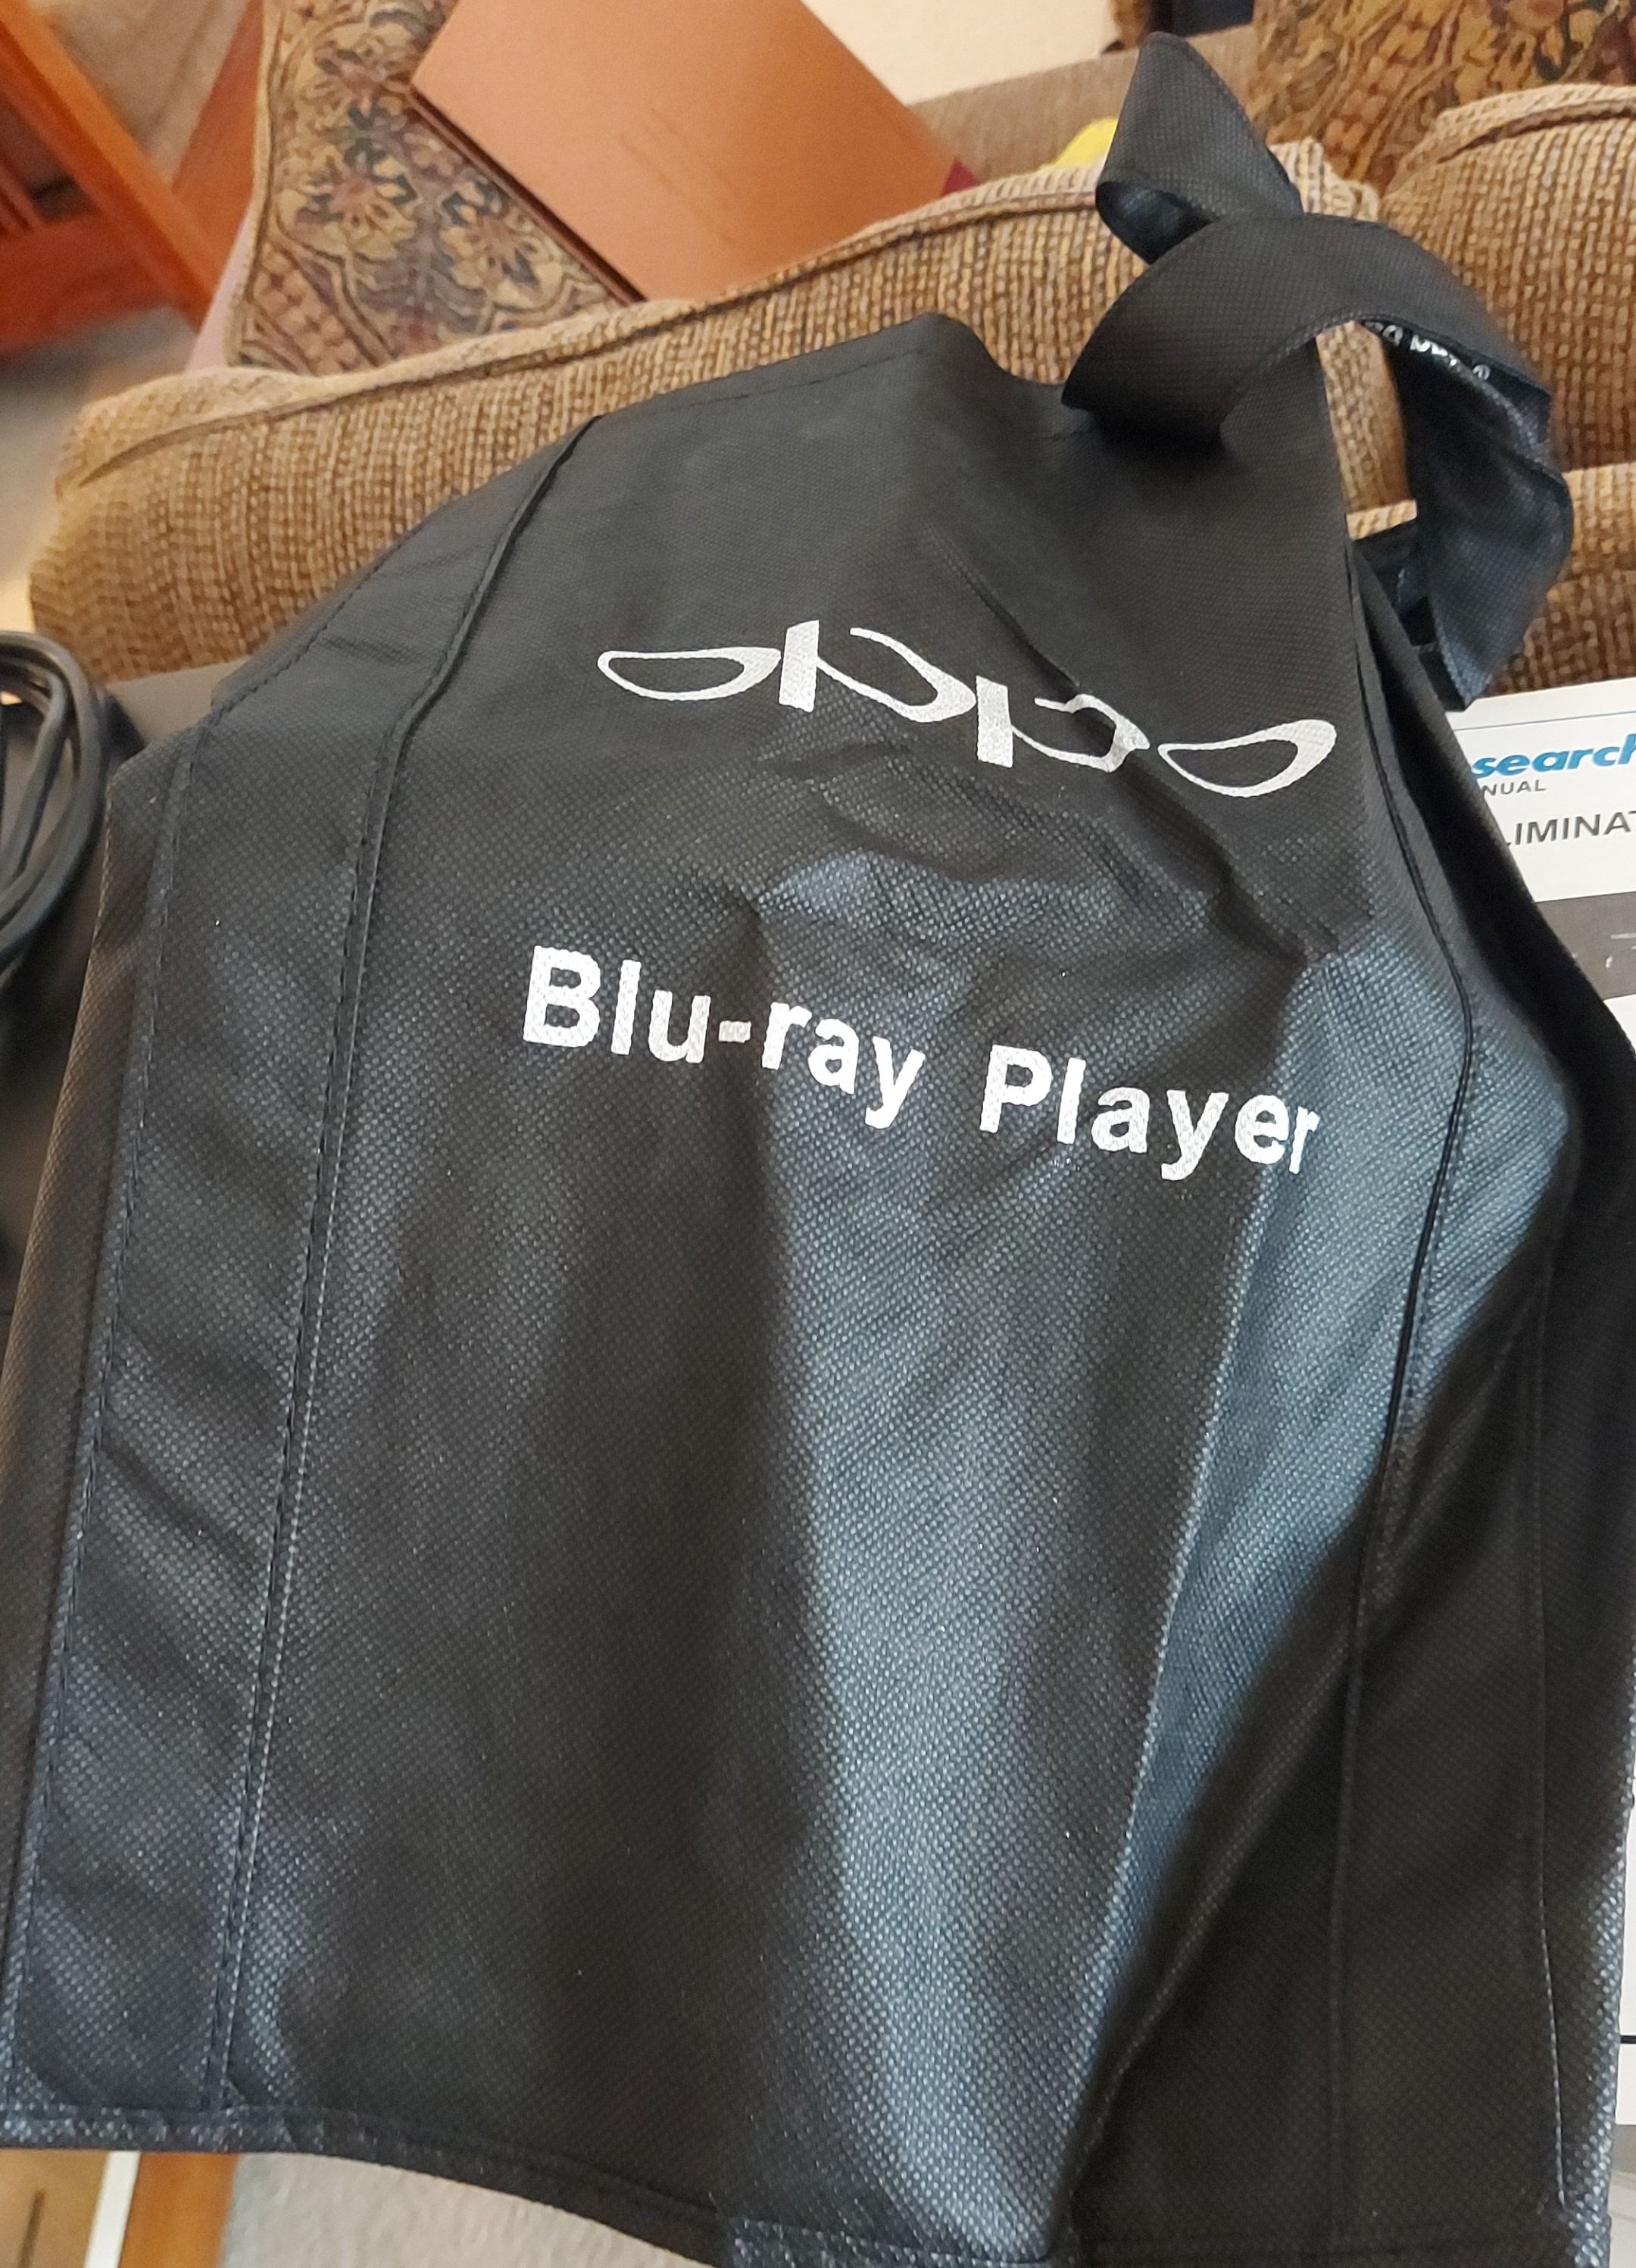 oppo
Blu-ray Player
search
NUAL
LIMINAT